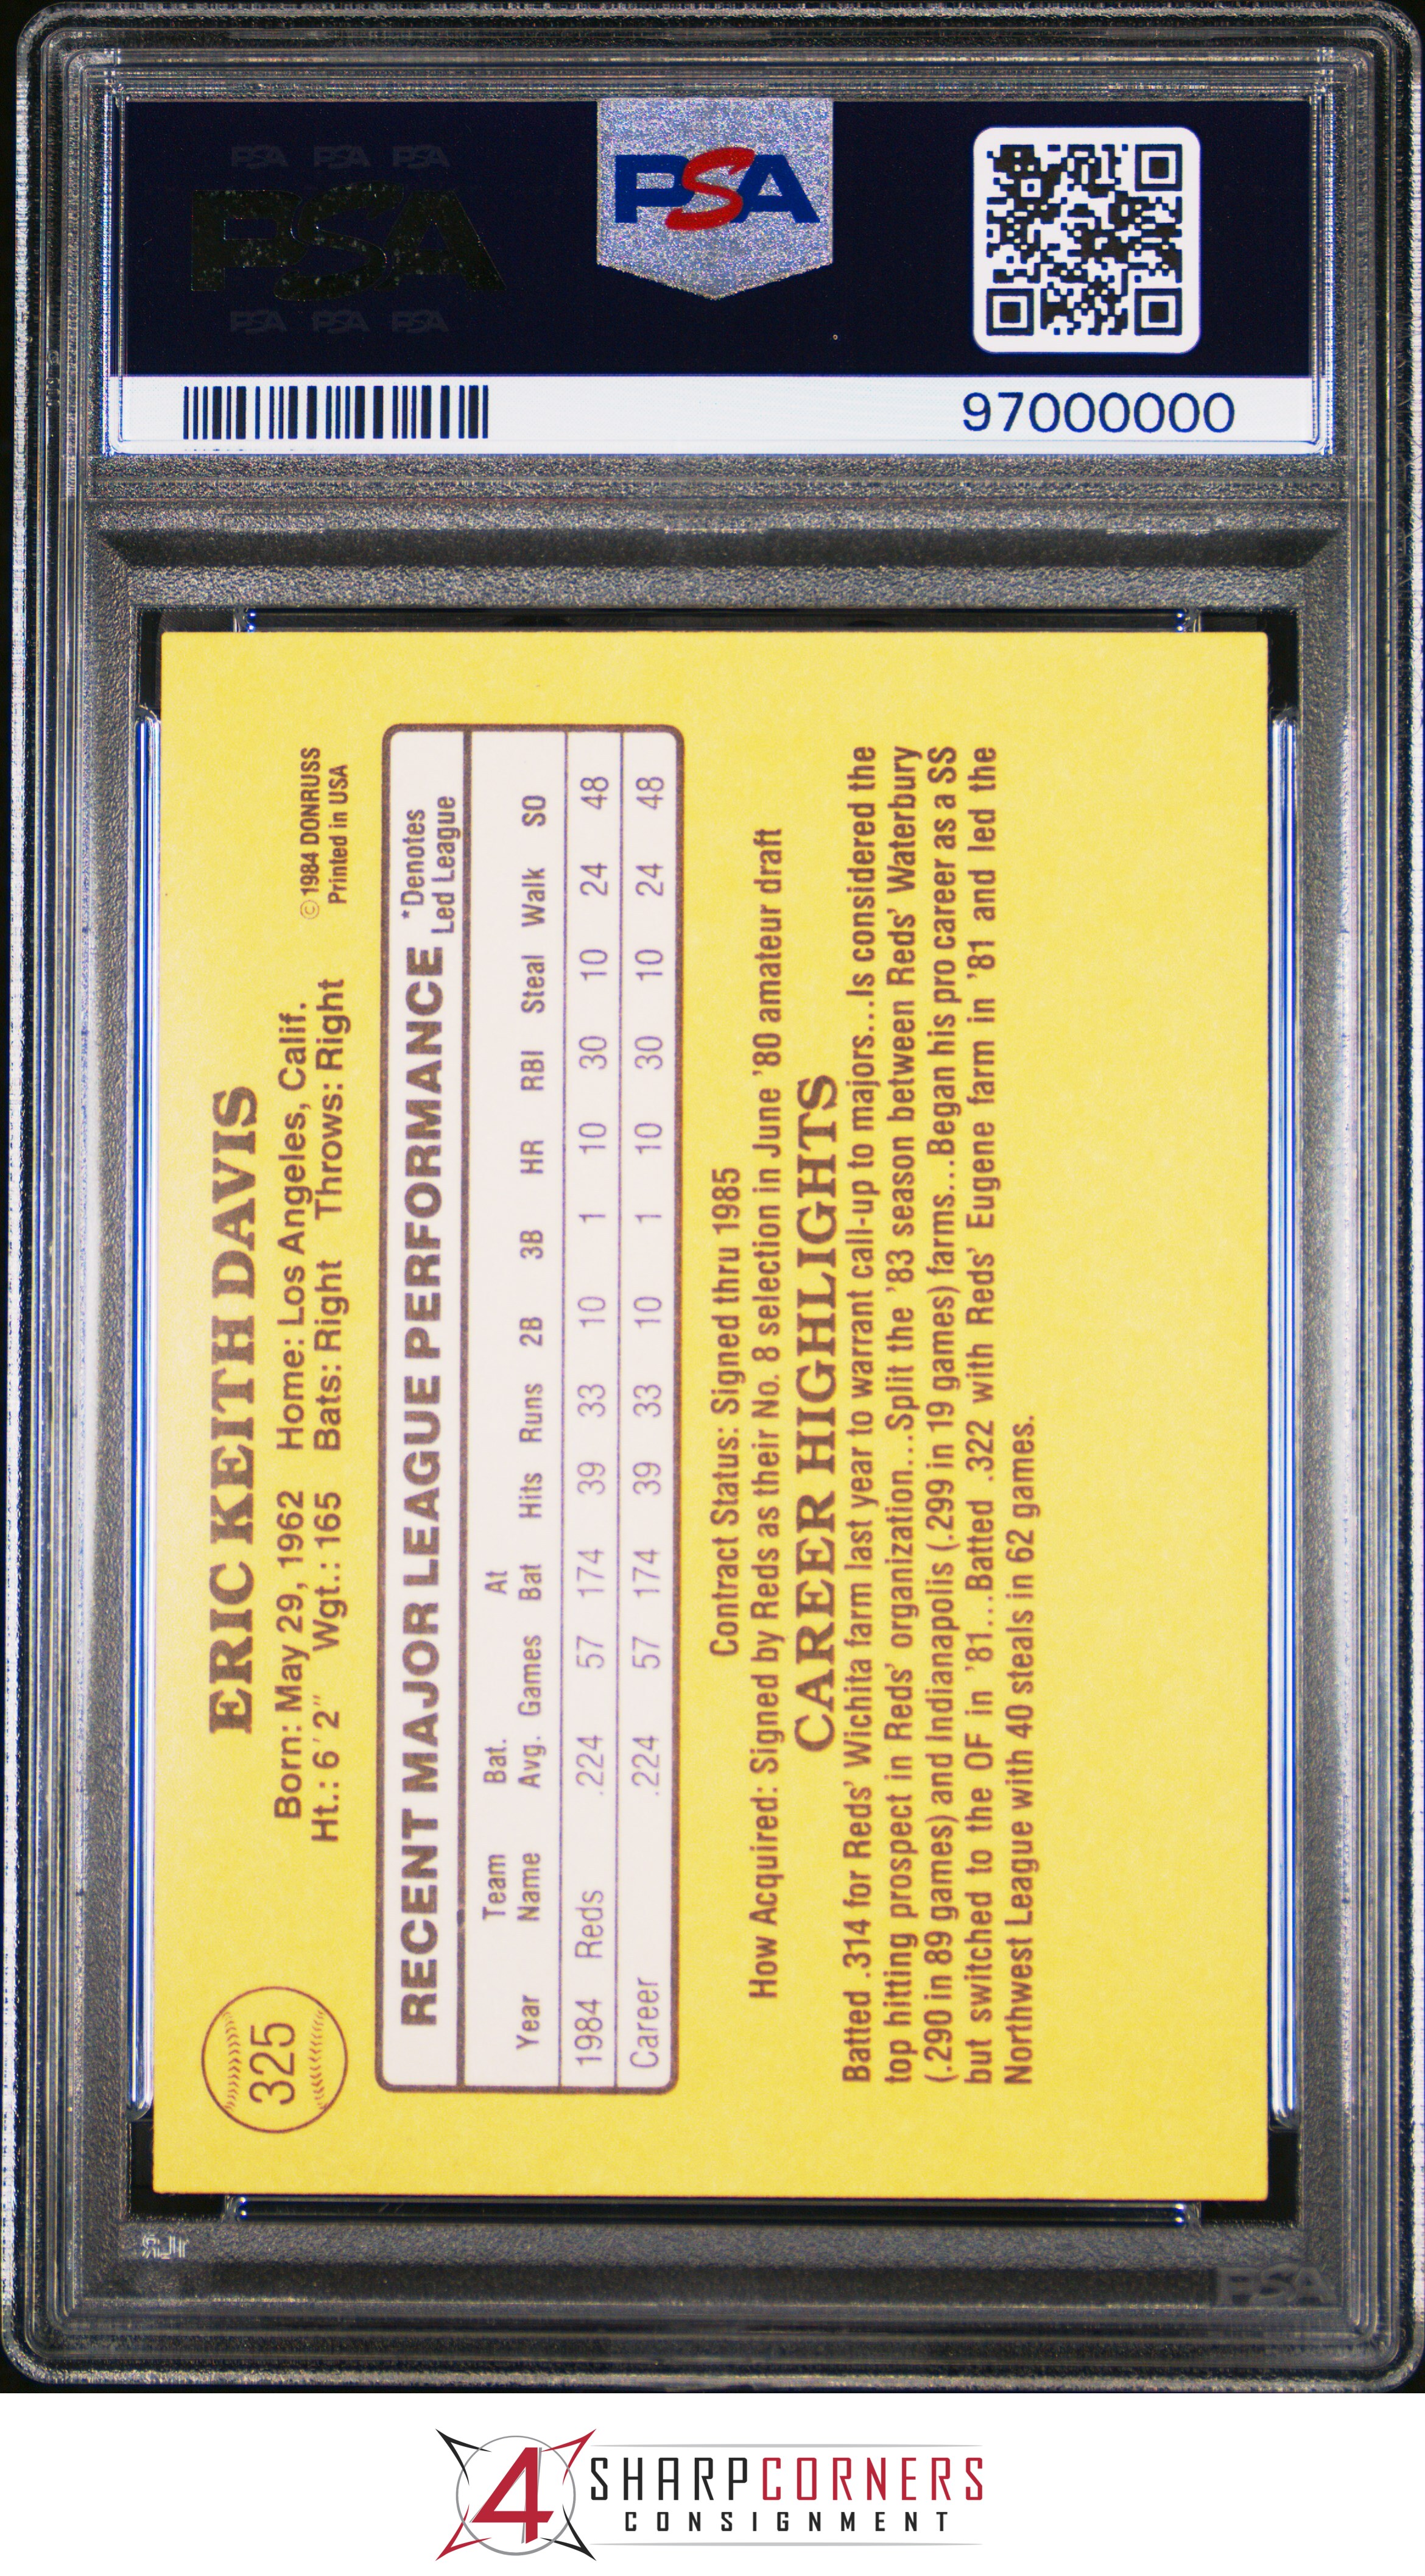 PSA PSA PSA
PSA
PSA PSA PSA
PSA
97000000
325
ERIC KEITH DAVIS
Born: May 29, 1962 Home: Los Angeles, Calif.
Ht.: 6'2" Wgt.: 165 Bats: Right Throws: Right
©1984 DONRUSS
Printed in USA
RECENT MAJOR LEAGUE PERFORMANCE
*Denotes
Led League
Team Bat. At
Year Name Avg. Games Bat Hits Runs 2B 3B HR RBI Steal Walk SO
1984 Reds .224 57 174 39 33 10 1 10 30 10 24 48
Career .224 57 174 39 33 10 1 10 30 10 24 48
Contract Status: Signed thru 1985
How Acquired: Signed by Reds as their No. 8 selection in June '80 amateur draft
CAREER HIGHLIGHTS
Batted .314 for Reds' Wichita farm last year to warrant call-up to majors...Is considered the
top hitting prospect in Reds' organization...Split the '83 season between Reds' Waterbury
(.290 in 89 games) and Indianapolis (.299 in 19 games) farms...Began his pro career as a SS
but switched to the OF in '81...Batted .322 with Reds' Eugene farm in '81 and led the
Northwest League with 40 steals in 62 games.
PSA
4
SHARPCORNERS
CONSIGNMENT